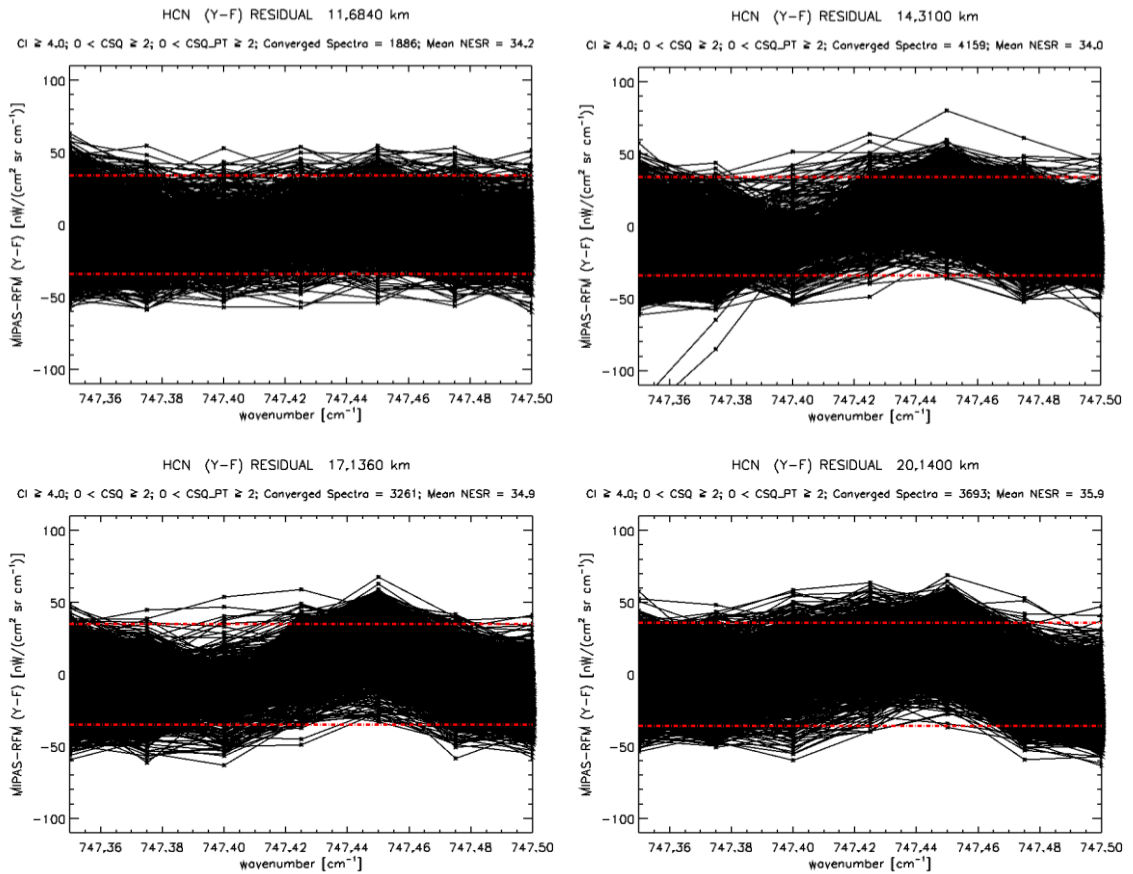 HCN (Y-F) RESIDUAL 11.6840 km
CI ≥ 4.0; 0 < CSQ ≥ 2; 0 < CSQ_PT ≥ 2; Converged Spectra = 1886; Mean NESR = 34.2
100
50
0
-50
-100
MIPAS-RFM (Y-F) [nW/(cm² sr cm⁻¹)]
747.36 747.38 747.40 747.42 747.44 747.46 747.48 747.50
wavenumber [cm⁻¹]
HCN (Y-F) RESIDUAL 14.3100 km
CI ≥ 4.0; 0 < CSQ ≥ 2; 0 < CSQ_PT ≥ 2; Converged Spectra = 4159; Mean NESR = 34.0
100
50
0
-50
-100
MIPAS-RFM (Y-F) [nW/(cm² sr cm⁻¹)]
747.36 747.38 747.40 747.42 747.44 747.46 747.48 747.50
wavenumber [cm⁻¹]
HCN (Y-F) RESIDUAL 17.1360 km
CI ≥ 4.0; 0 < CSQ ≥ 2; 0 < CSQ_PT ≥ 2; Converged Spectra = 3261; Mean NESR = 34.9
100
50
0
-50
-100
MIPAS-RFM (Y-F) [nW/(cm² sr cm⁻¹)]
747.36 747.38 747.40 747.42 747.44 747.46 747.48 747.50
wavenumber [cm⁻¹]
HCN (Y-F) RESIDUAL 20.1400 km
CI ≥ 4.0; 0 < CSQ ≥ 2; 0 < CSQ_PT ≥ 2; Converged Spectra = 3693; Mean NESR = 35.9
100
50
0
-50
-100
MIPAS-RFM (Y-F) [nW/(cm² sr cm⁻¹)]
747.36 747.38 747.40 747.42 747.44 747.46 747.48 747.50
wavenumber [cm⁻¹]